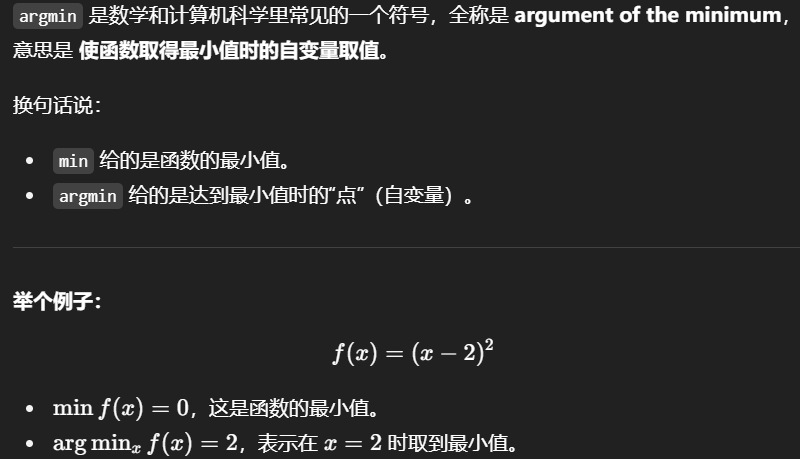 argmin 是数学和计算机科学里常见的一个符号，全称是 argument of the minimum，
意思是 使函数取得最小值时的自变量取值。
换句话说：
• min 给的是函数的最小值。
• argmin 给的是达到最小值时的“点”（自变量）。
举个例子：
f(x) = (x − 2)²
• min f(x) = 0，这是函数的最小值。
• arg minₓ f(x) = 2，表示在 x = 2 时取到最小值。